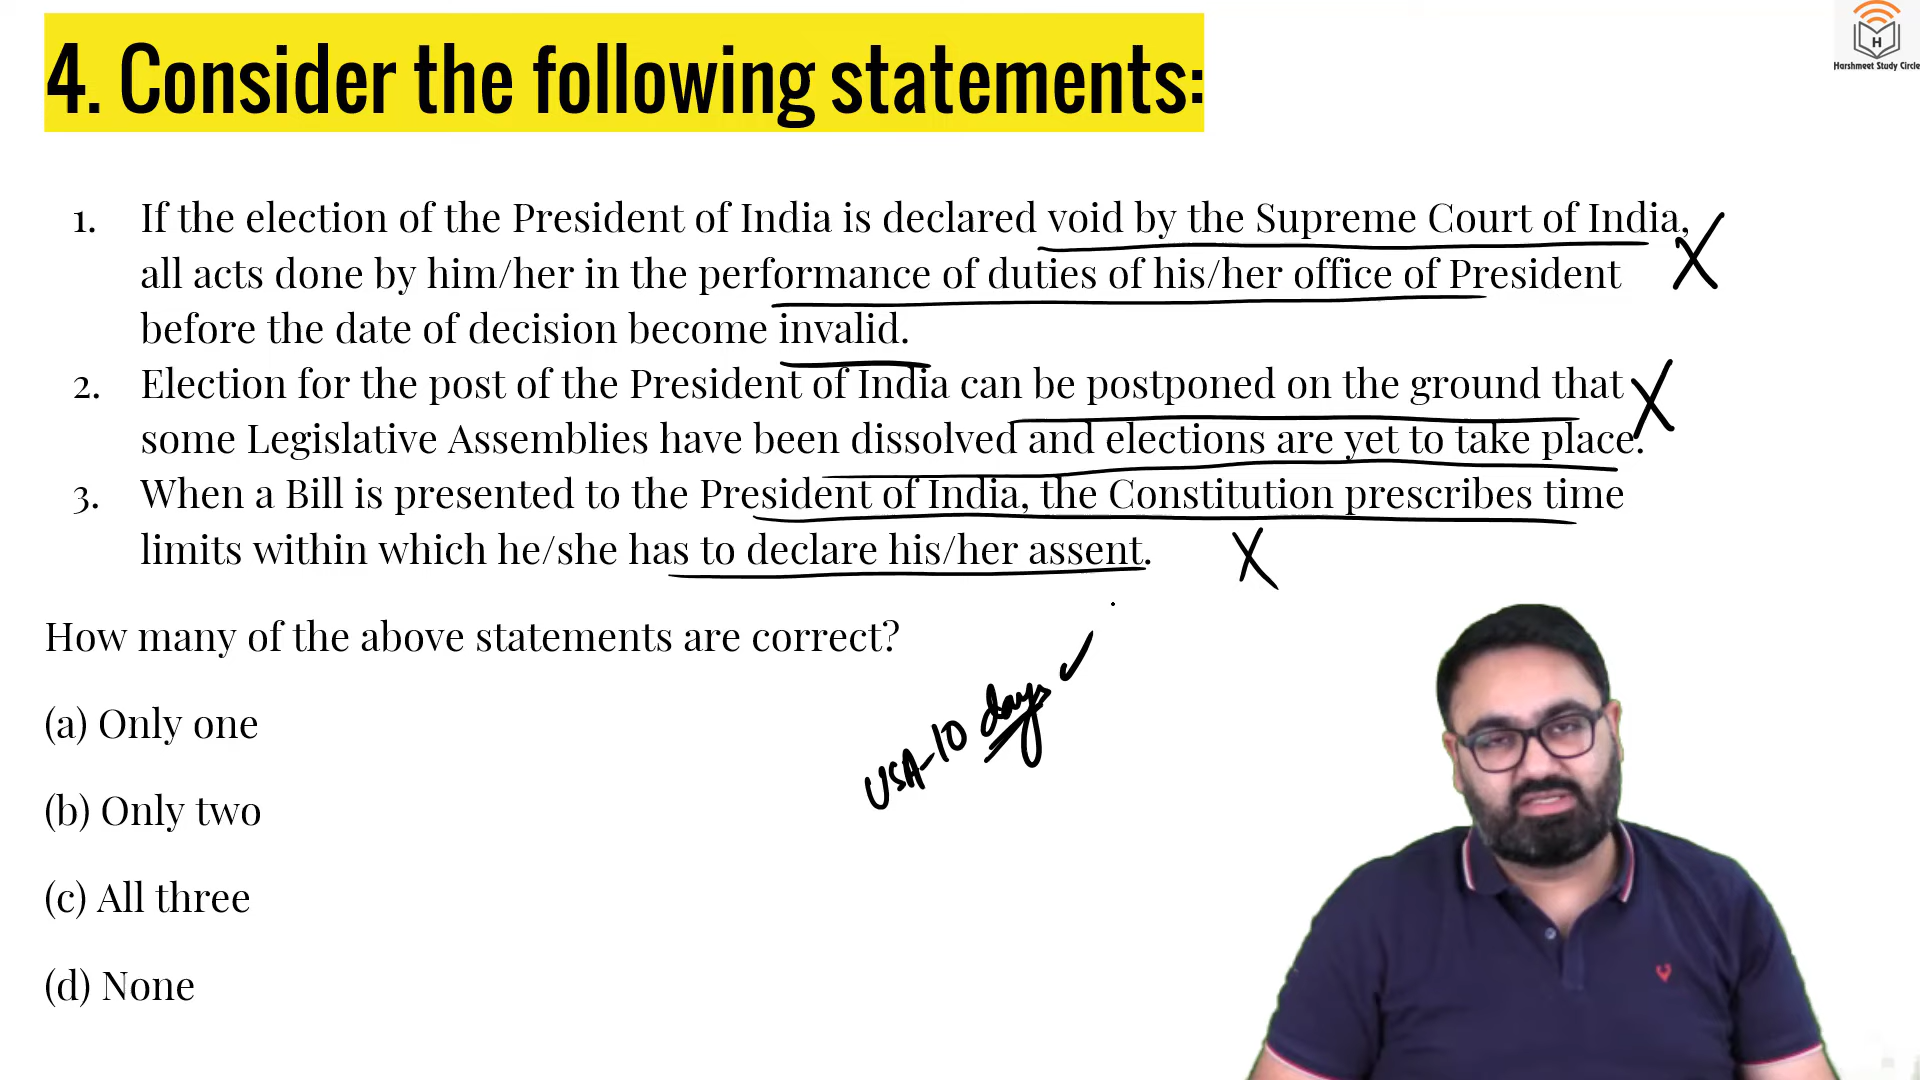 4. Consider the following statements:
H
Harshmeet Study Circle
1. If the election of the President of India is declared void by the Supreme Court of India,
all acts done by him/her in the performance of duties of his/her office of President
before the date of decision become invalid.
2. Election for the post of the President of India can be postponed on the ground that
some Legislative Assemblies have been dissolved and elections are yet to take place.
3. When a Bill is presented to the President of India, the Constitution prescribes time
limits within which he/she has to declare his/her assent.
How many of the above statements are correct?
(a) Only one
(b) Only two
(c) All three
(d) None
USA-10 days